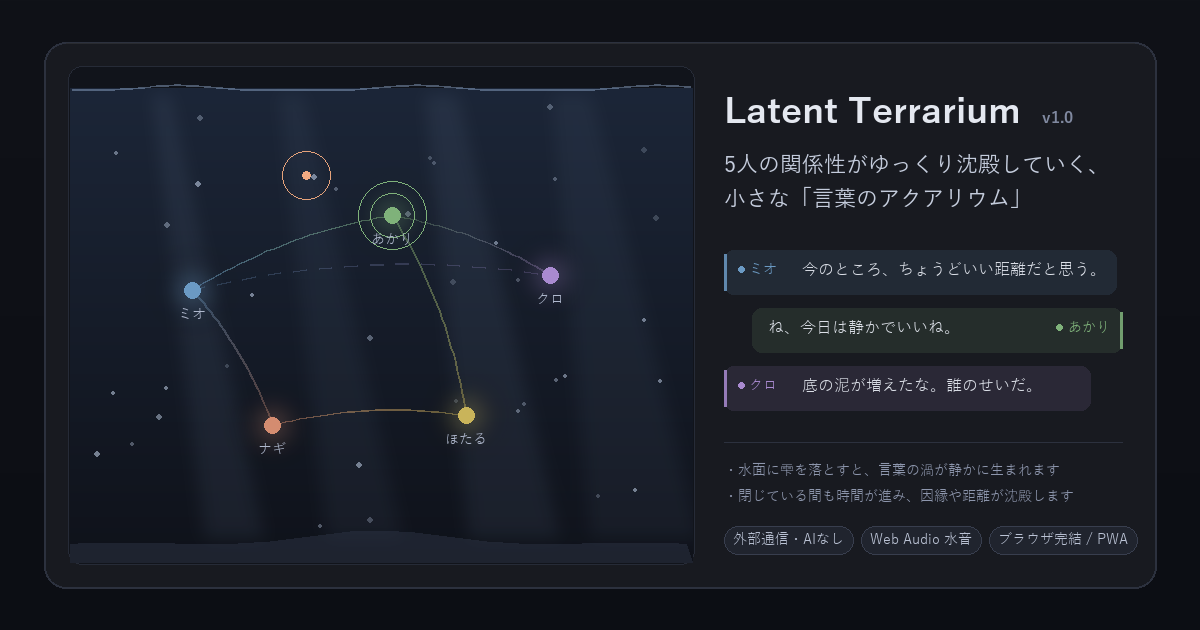 Latent Terrarium v1.0
5人の関係性がゆっくり沈殿していく、
小さな「言葉のアクアリウム」
あかり
ミオ
クロ
ナギ
ほたる
ミオ 今のところ、ちょうどいい距離だと思う。
ね、今日は静かでいいね。 あかり
クロ 底の泥が増えたな。誰のせいだ。
・水面に雫を落とすと、言葉の渦が静かに生まれます
・閉じている間も時間が進み、因縁や距離が沈殿します
外部通信・AIなし Web Audio 水音 ブラウザ完結 / PWA